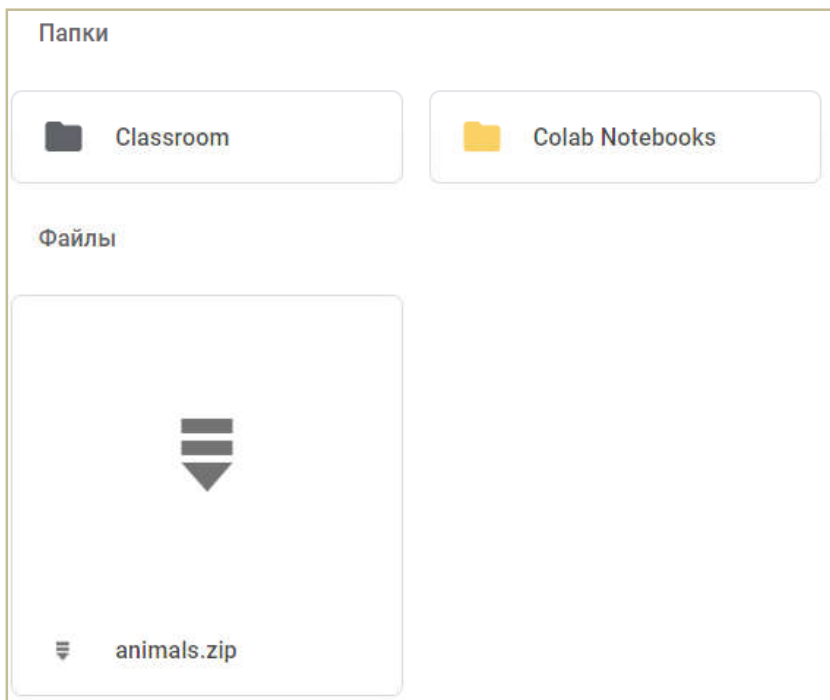 Папки
Classroom
Colab Notebooks
Файлы
animals.zip